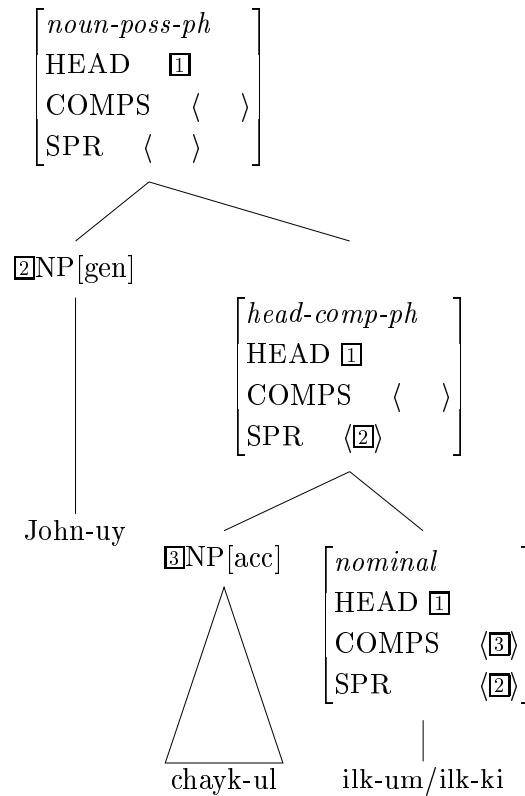 noun-poss-ph
HEAD 1
COMPS ⟨ ⟩
SPR ⟨ ⟩
2NP[gen]
head-comp-ph
HEAD 1
COMPS ⟨ ⟩
SPR ⟨2⟩
John-uy
3NP[acc]
nominal
HEAD 1
COMPS ⟨3⟩
SPR ⟨2⟩
chayk-ul
ilk-um/ilk-ki